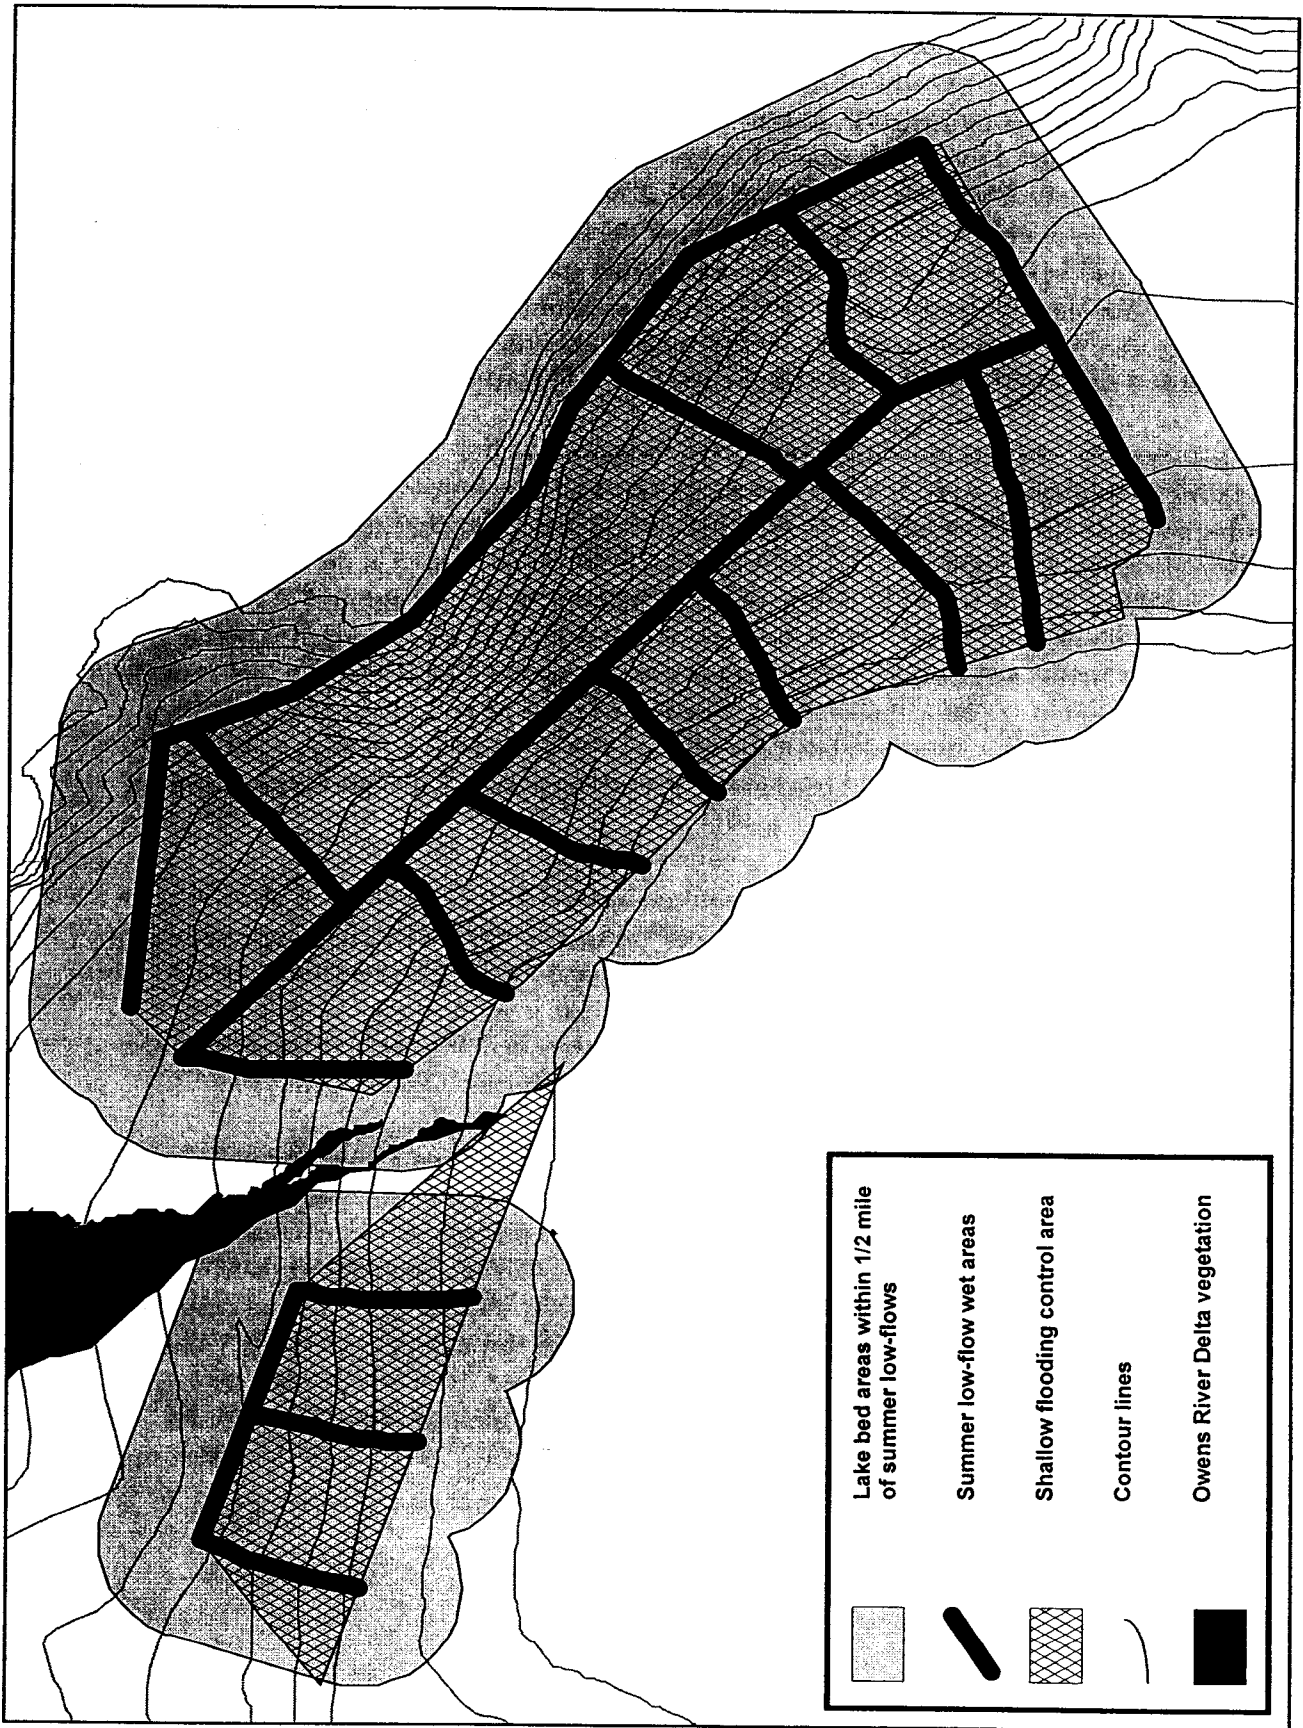 Lake bed areas within 1/2 mile
of summer low-flows
Summer low-flow wet areas
Shallow flooding control area
Contour lines
Owens River Delta vegetation